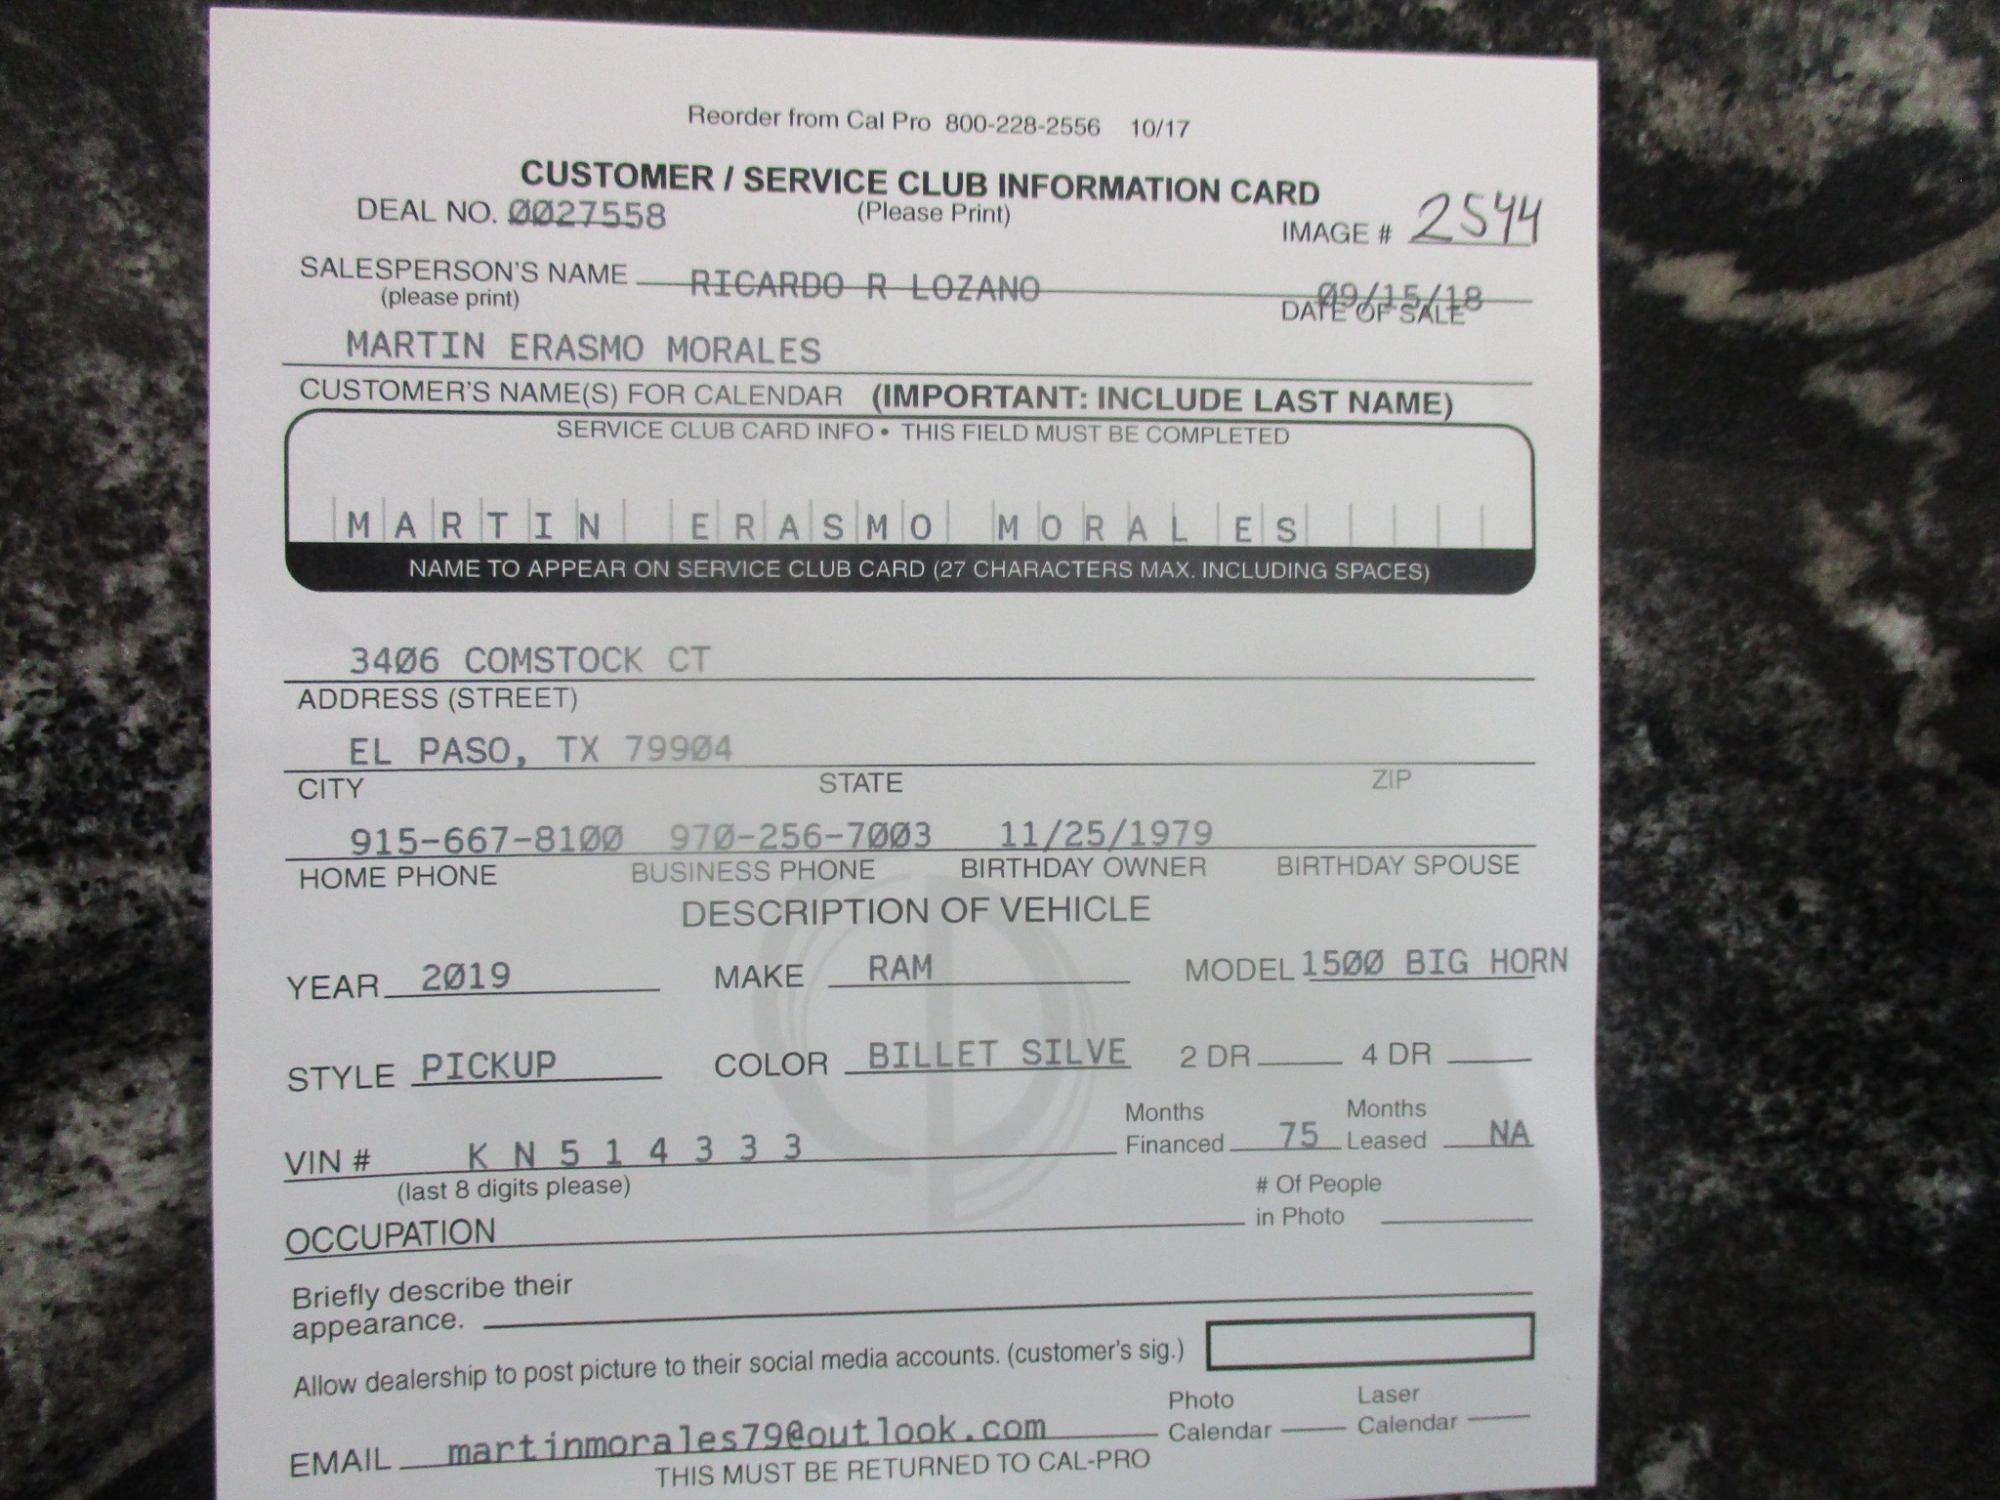 Reorder from Cal Pro 800-228-2556 10/17
CUSTOMER / SERVICE CLUB INFORMATION CARD
DEAL NO. 0027558 (Please Print) IMAGE # 2544
SALESPERSON'S NAME RICARDO R LOZANO 09/15/18
(please print) DATE OF SALE
MARTIN ERASMO MORALES
CUSTOMER'S NAME(S) FOR CALENDAR (IMPORTANT: INCLUDE LAST NAME)
SERVICE CLUB CARD INFO • THIS FIELD MUST BE COMPLETED
MARTIN ERASMO MORALES
NAME TO APPEAR ON SERVICE CLUB CARD (27 CHARACTERS MAX. INCLUDING SPACES)
3406 COMSTOCK CT
ADDRESS (STREET)
EL PASO, TX 79904
CITY STATE ZIP
915-667-8100 970-256-7003 11/25/1979
HOME PHONE BUSINESS PHONE BIRTHDAY OWNER BIRTHDAY SPOUSE
DESCRIPTION OF VEHICLE
YEAR 2019 MAKE RAM MODEL 1500 BIG HORN
STYLE PICKUP COLOR BILLET SILVE 2 DR 4 DR
Months Months
VIN # K N 5 1 4 3 3 3 Financed 75 Leased NA
(last 8 digits please) # Of People
OCCUPATION in Photo
Briefly describe their
appearance.
Allow dealership to post picture to their social media accounts. (customer's sig.)
Photo Laser
EMAIL martinmorales79@outlook.com Calendar Calendar
THIS MUST BE RETURNED TO CAL-PRO